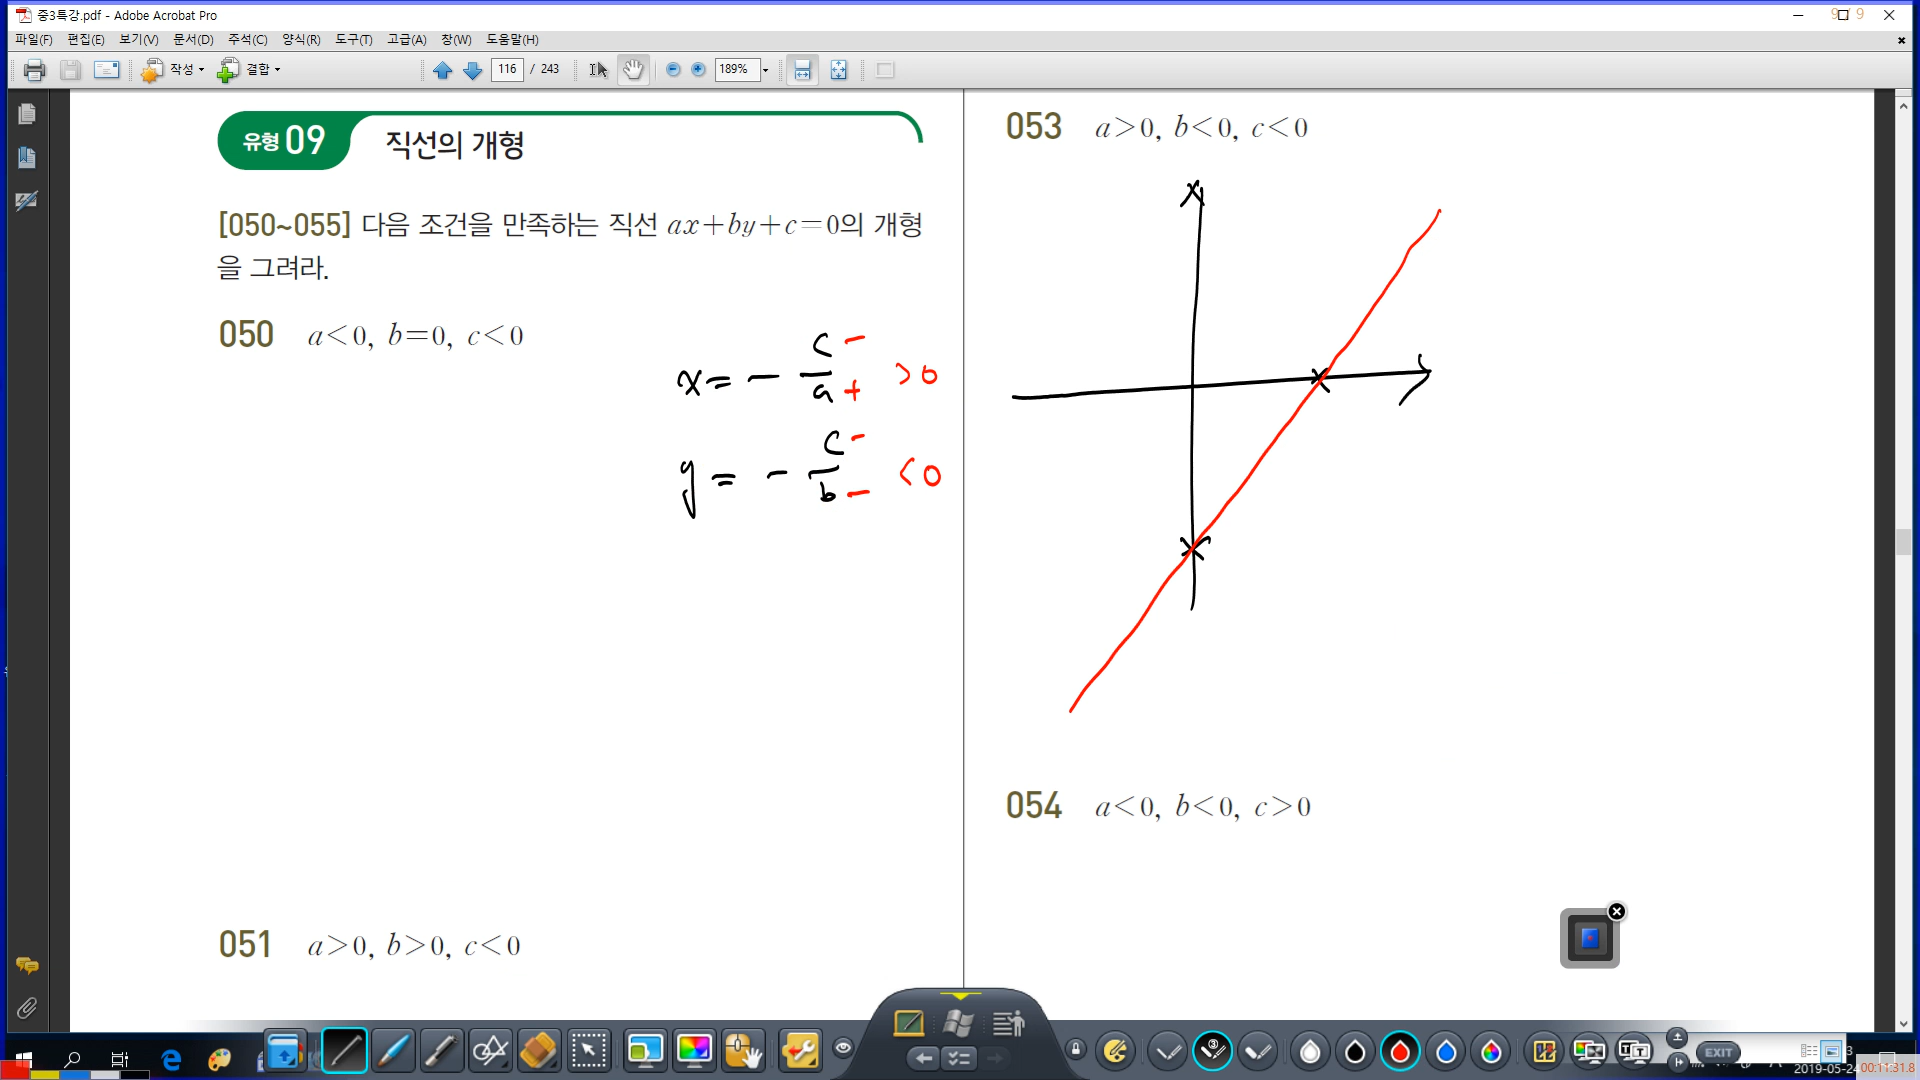 중3특강.pdf - Adobe Acrobat Pro
9 / 9
파일(F) 편집(E) 보기(V) 문서(D) 주석(C) 양식(R) 도구(T) 고급(A) 창(W) 도움말(H)
작성 결합 116 / 243 189%
유형 09 직선의 개형
[050~055] 다음 조건을 만족하는 직선 ax+by+c=0의 개형
을 그려라.
050 a<0, b=0, c<0
x = - c/a - + >0
y = - c/b - - <0
051 a>0, b>0, c<0
053 a>0, b<0, c<0
054 a<0, b<0, c>0
EXIT
2019-05-24
00:11:31.8